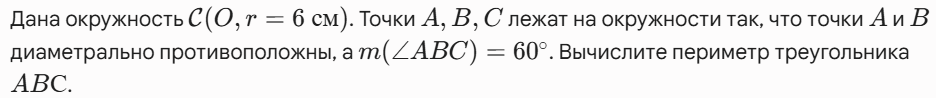 Дана окружность 𝒞(O, r = 6 см). Точки A, B, C лежат на окружности так, что точки A и B
диаметрально противоположны, а m(∠ABC) = 60°. Вычислите периметр треугольника
ABC.